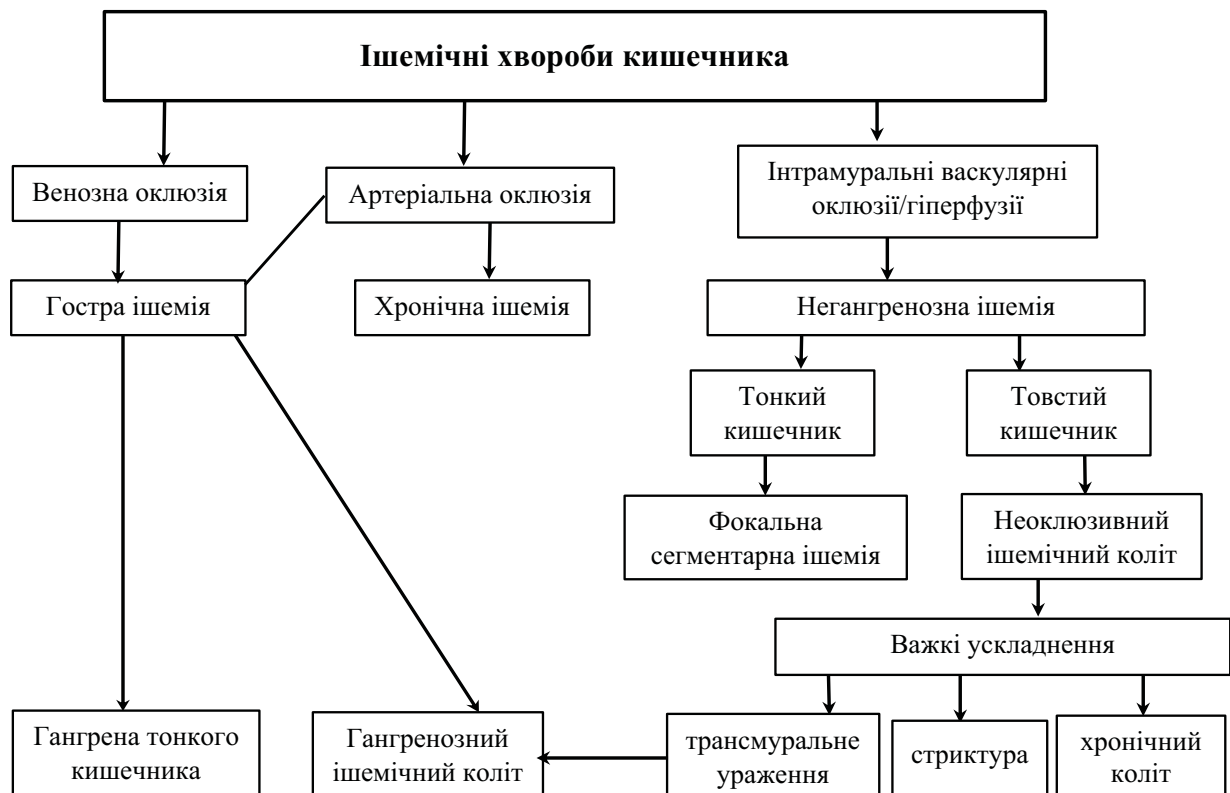 Ішемічні хвороби кишечника
Венозна оклюзія
Артеріальна оклюзія
Інтрамуральні васкулярні
оклюзії/гіперфузії
Гостра ішемія
Хронічна ішемія
Негангренозна ішемія
Тонкий
кишечник
Товстий
кишечник
Фокальна
сегментарна ішемія
Неоклюзивний
ішемічний коліт
Важкі ускладнення
Гангрена тонкого
кишечника
Гангренозний
ішемічний коліт
трансмуральне
ураження
стриктура
хронічний
коліт